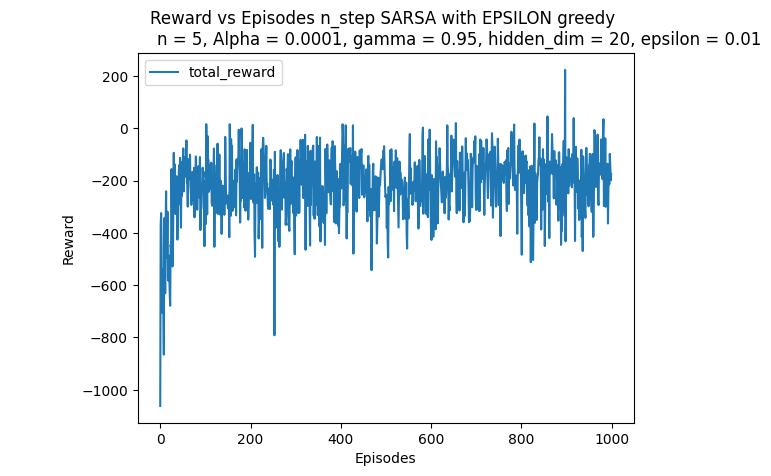 Reward vs Episodes n_step SARSA with EPSILON greedy
n = 5, Alpha = 0.0001, gamma = 0.95, hidden_dim = 20, epsilon = 0.01
total_reward
200
0
−200
−400
−600
−800
−1000
Reward
0 200 400 600 800 1000
Episodes